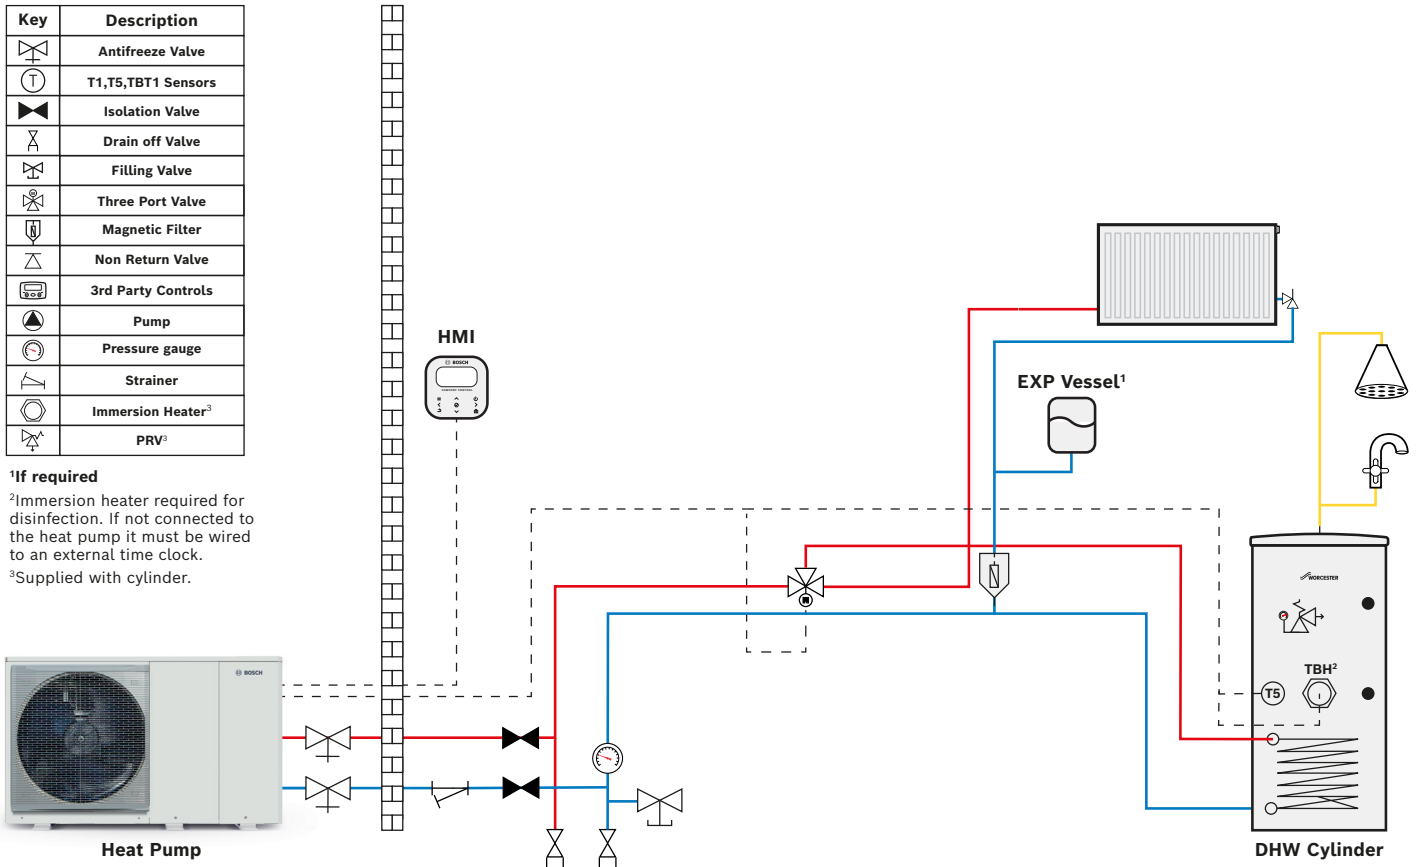 Key Description
Antifreeze Valve
T T1,T5,TBT1 Sensors
Isolation Valve
Drain off Valve
Filling Valve
M Three Port Valve
Magnetic Filter
Non Return Valve
3rd Party Controls
Pump
Pressure gauge
Strainer
Immersion Heater³
PRV³
¹If required
²Immersion heater required for
disinfection. If not connected to
the heat pump it must be wired
to an external time clock.
³Supplied with cylinder.
HMI
BOSCH
EXP Vessel¹
WORCESTER
TBH²
T5
BOSCH
Heat Pump
DHW Cylinder